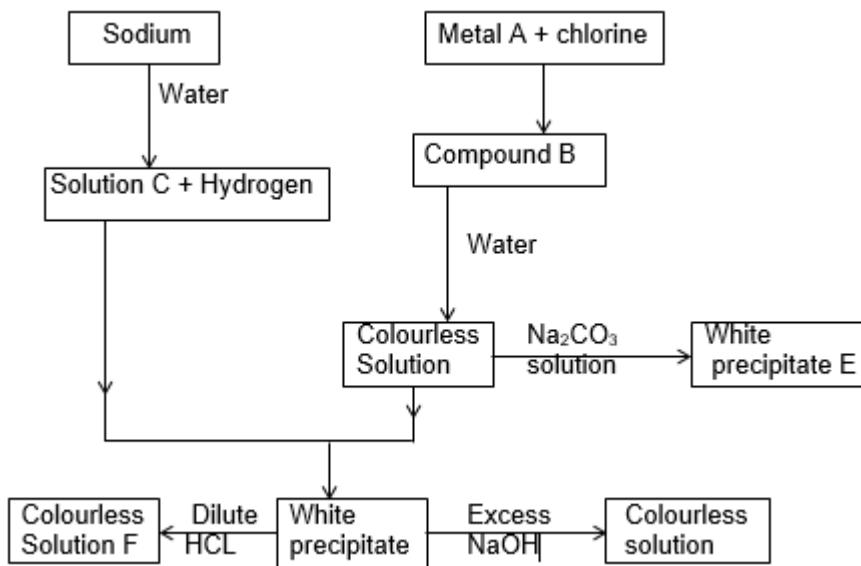 Sodium
Metal A + chlorine
Water
Compound B
Solution C + Hydrogen
Water
Colourless
Solution
Na₂CO₃
solution
White
precipitate E
Colourless
Solution F
Dilute
HCL
White
precipitate
Excess
NaOH
Colourless
solution